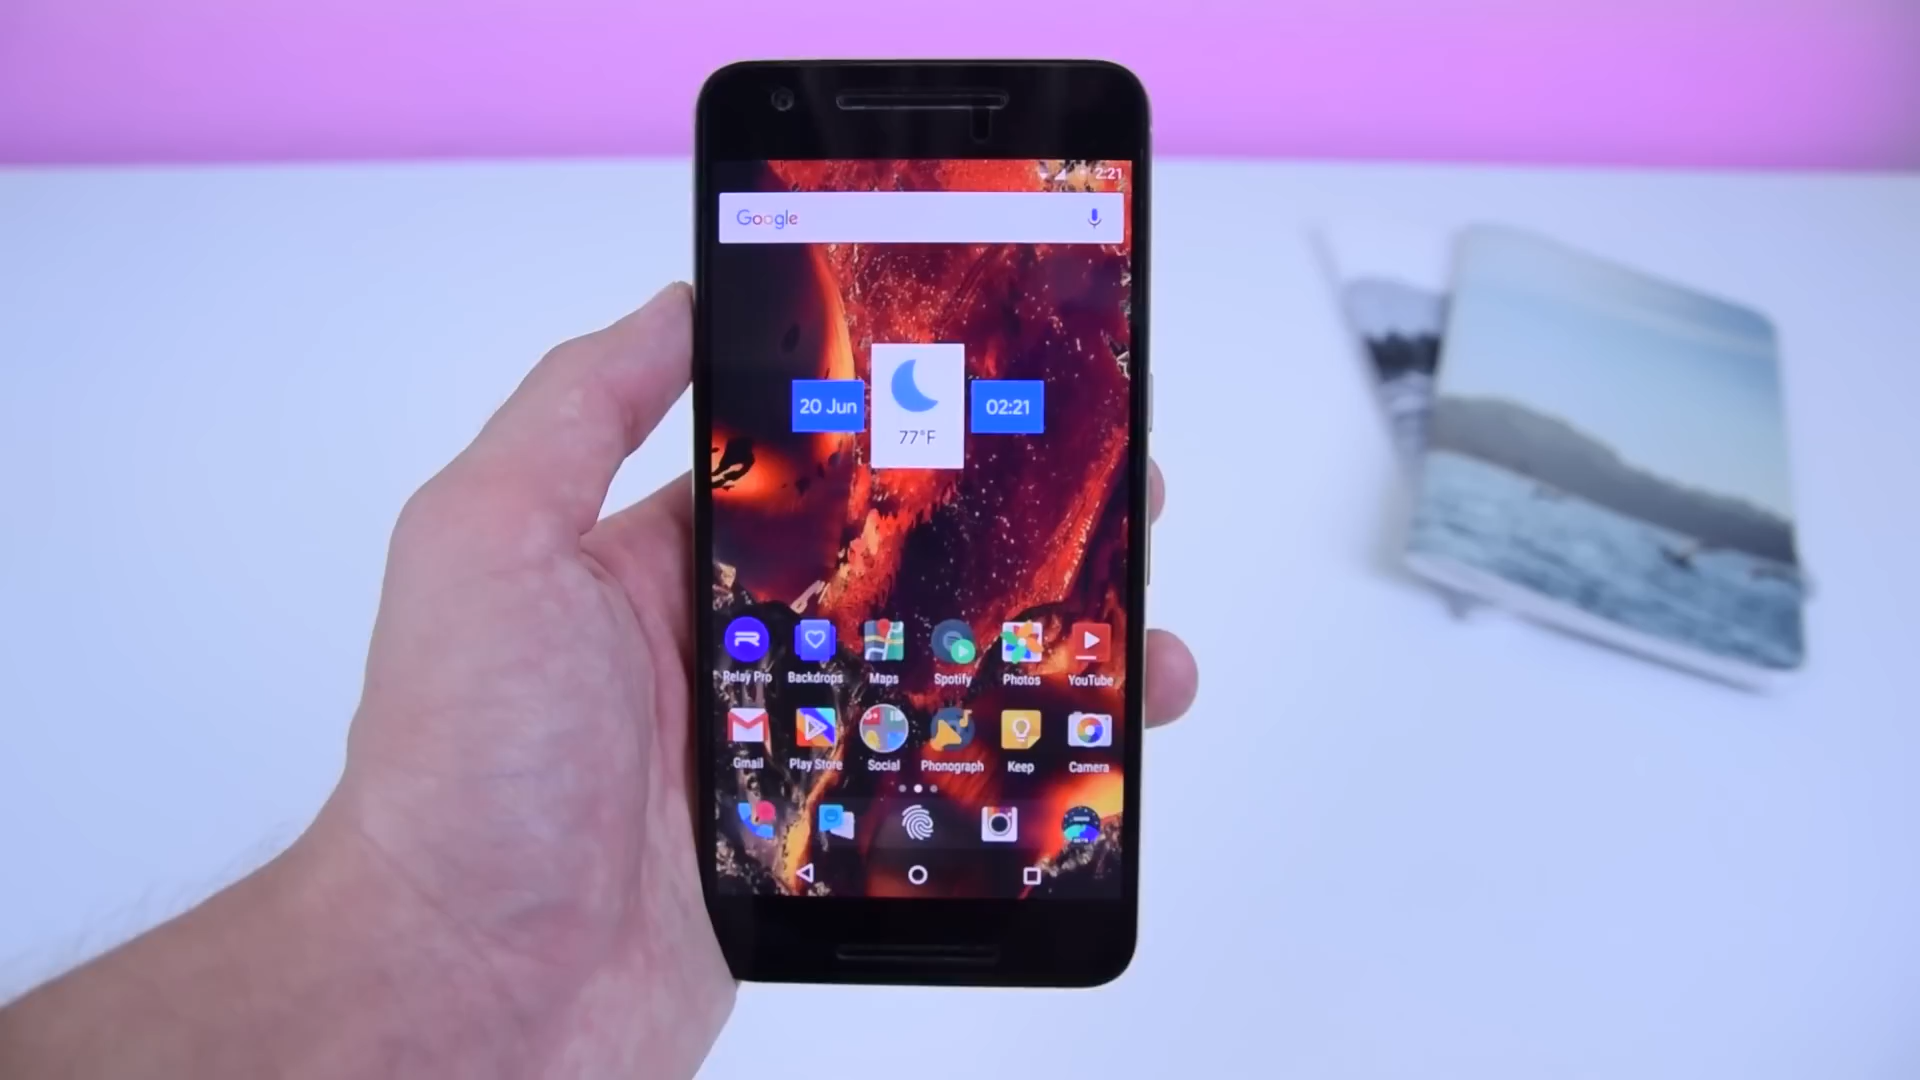 2:21
Google
20 Jun
77°F
02:21
Relay Pro
Backdrops
Maps
Spotify
Photos
YouTube
Gmail
Play Store
Social
Phonograph
Keep
Camera